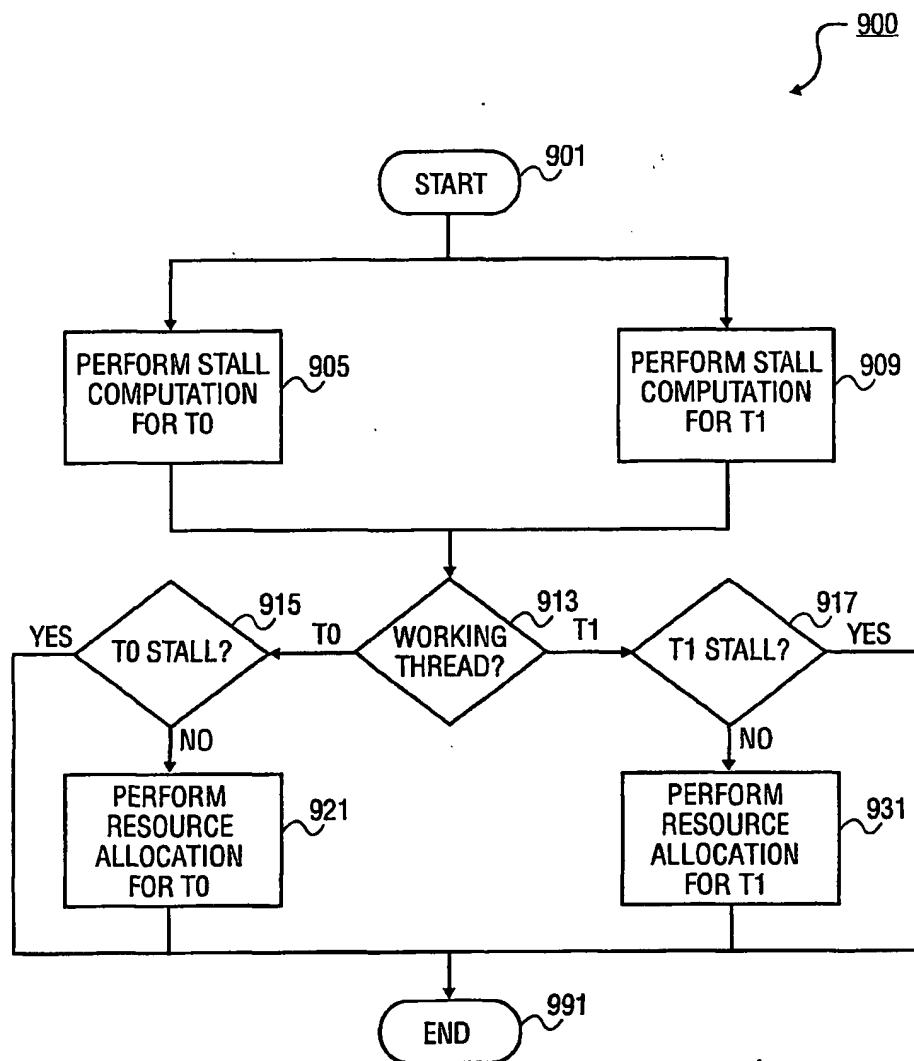 900
901
START
PERFORM STALL
COMPUTATION
FOR T0
905
PERFORM STALL
COMPUTATION
FOR T1
909
YES
915
T0 STALL?
T0
WORKING
THREAD?
913
T1
T1 STALL?
917
YES
NO
NO
PERFORM
RESOURCE
ALLOCATION
FOR T0
921
PERFORM
RESOURCE
ALLOCATION
FOR T1
931
END
991